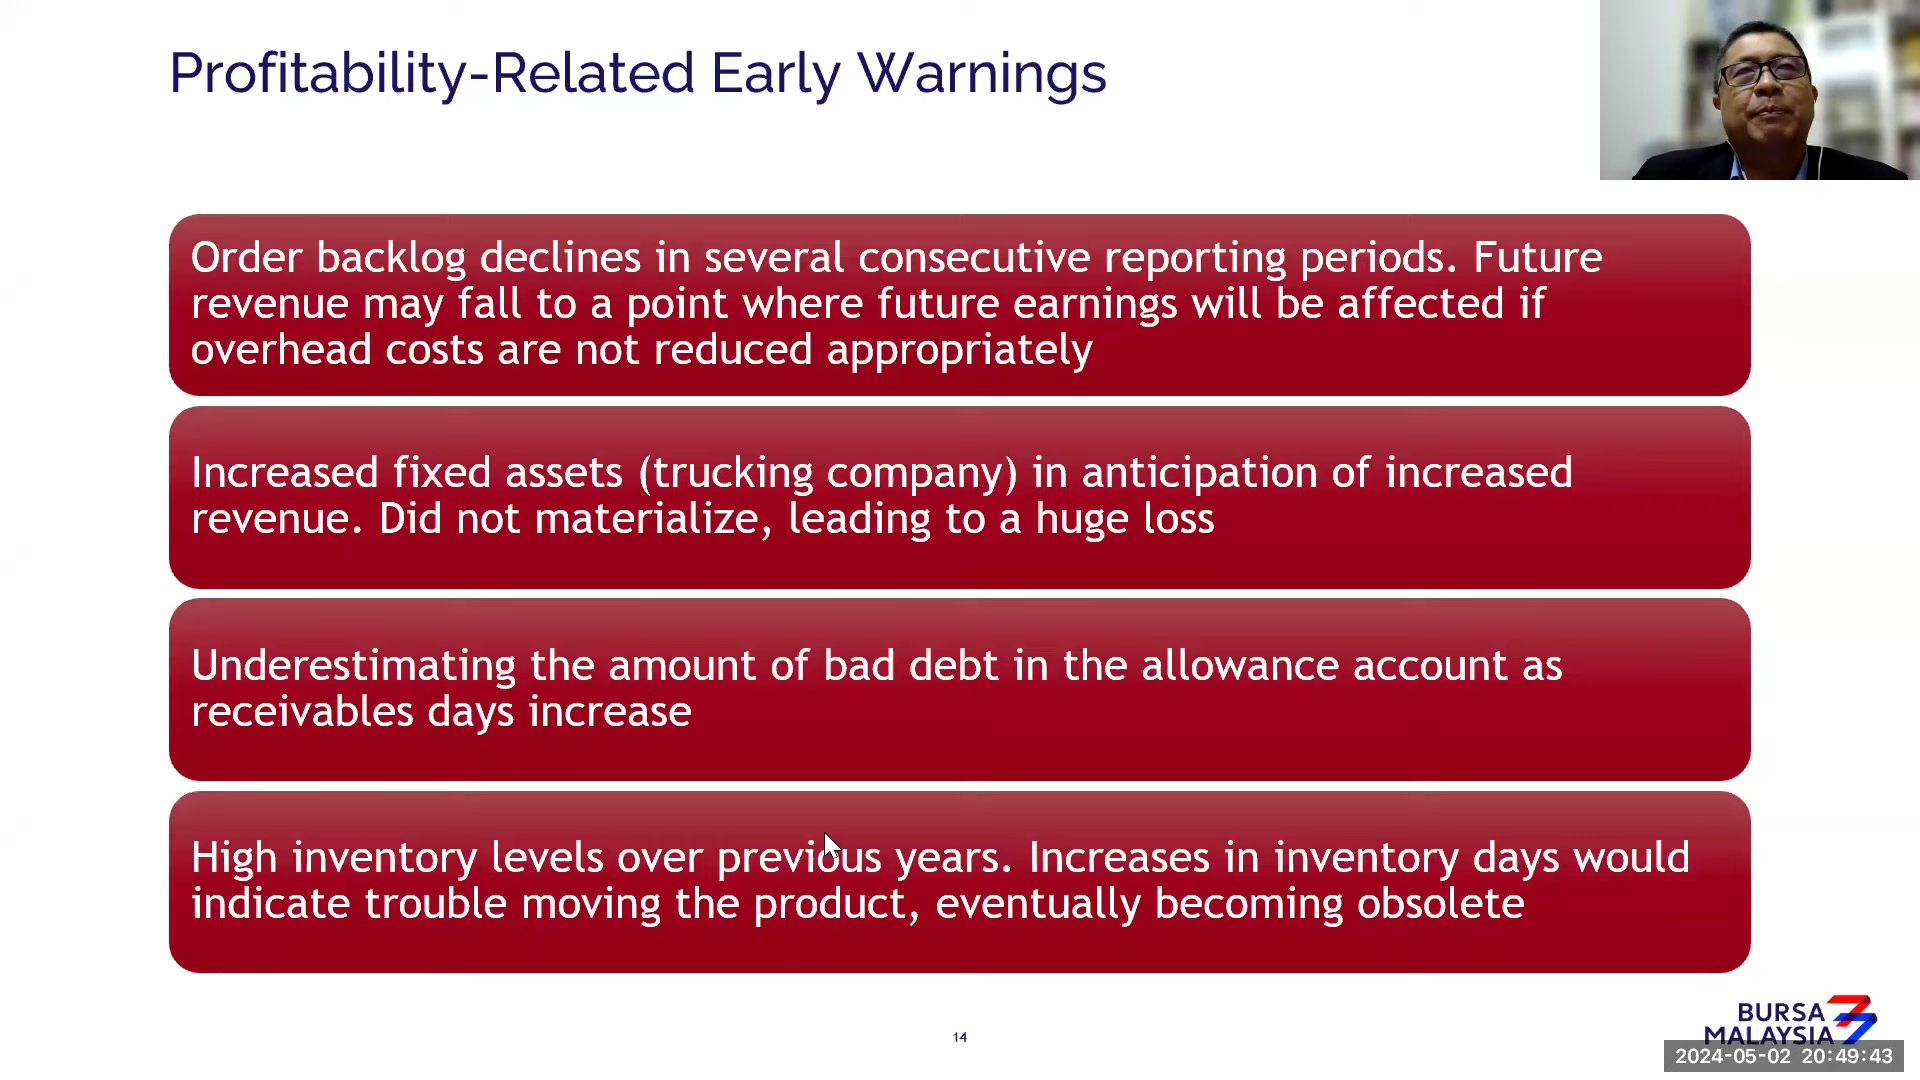 Profitability-Related Early Warnings
Order backlog declines in several consecutive reporting periods. Future
revenue may fall to a point where future earnings will be affected if
overhead costs are not reduced appropriately
Increased fixed assets (trucking company) in anticipation of increased
revenue. Did not materialize, leading to a huge loss
Underestimating the amount of bad debt in the allowance account as
receivables days increase
High inventory levels over previous years. Increases in inventory days would
indicate trouble moving the product, eventually becoming obsolete
14
BURSA
MALAYSIA
2024-05-02 20:49:43